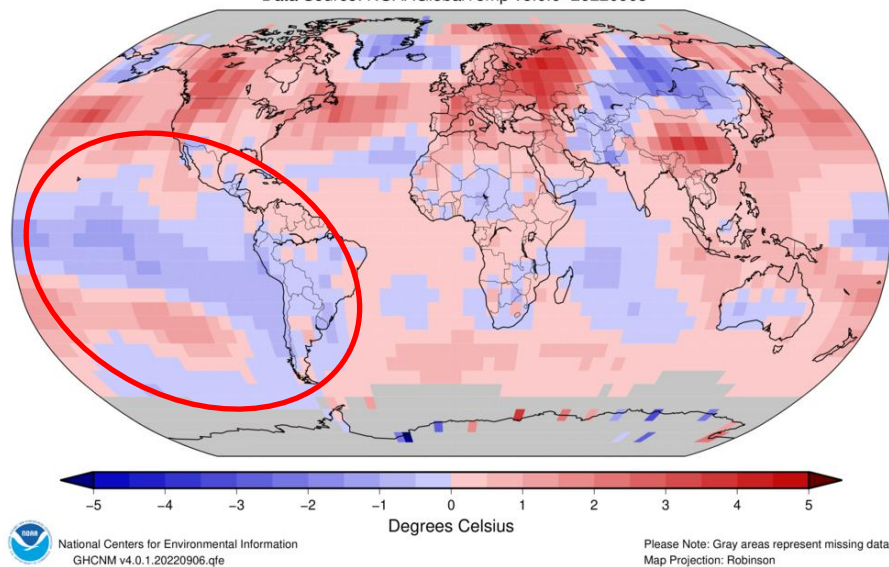 −5 −4 −3 −2 −1 0 1 2 3 4 5
Degrees Celsius
NOAA
National Centers for Environmental Information
GHCNM v4.0.1.20220906.qfe
Please Note: Gray areas represent missing data
Map Projection: Robinson